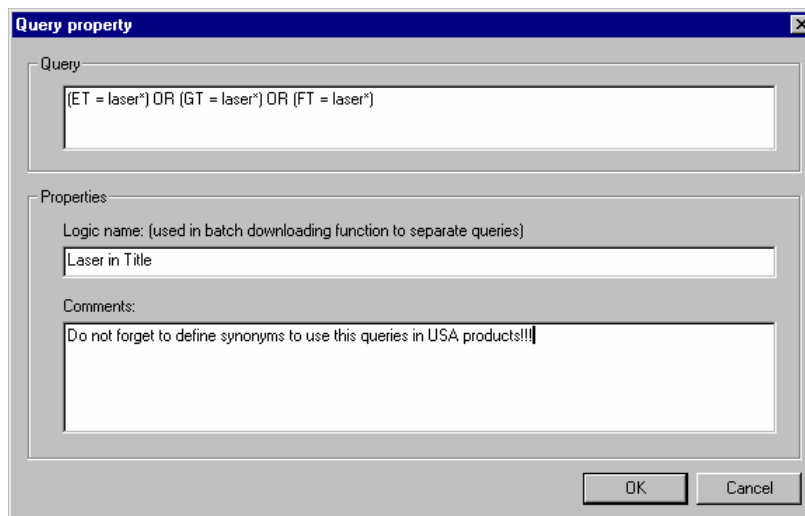 Query property
Query
(ET = laser*) OR (GT = laser*) OR (FT = laser*)
Properties
Logic name: (used in batch downloading function to separate queries)
Laser in Title
Comments:
Do not forget to define synonyms to use this queries in USA products!!!
OK
Cancel